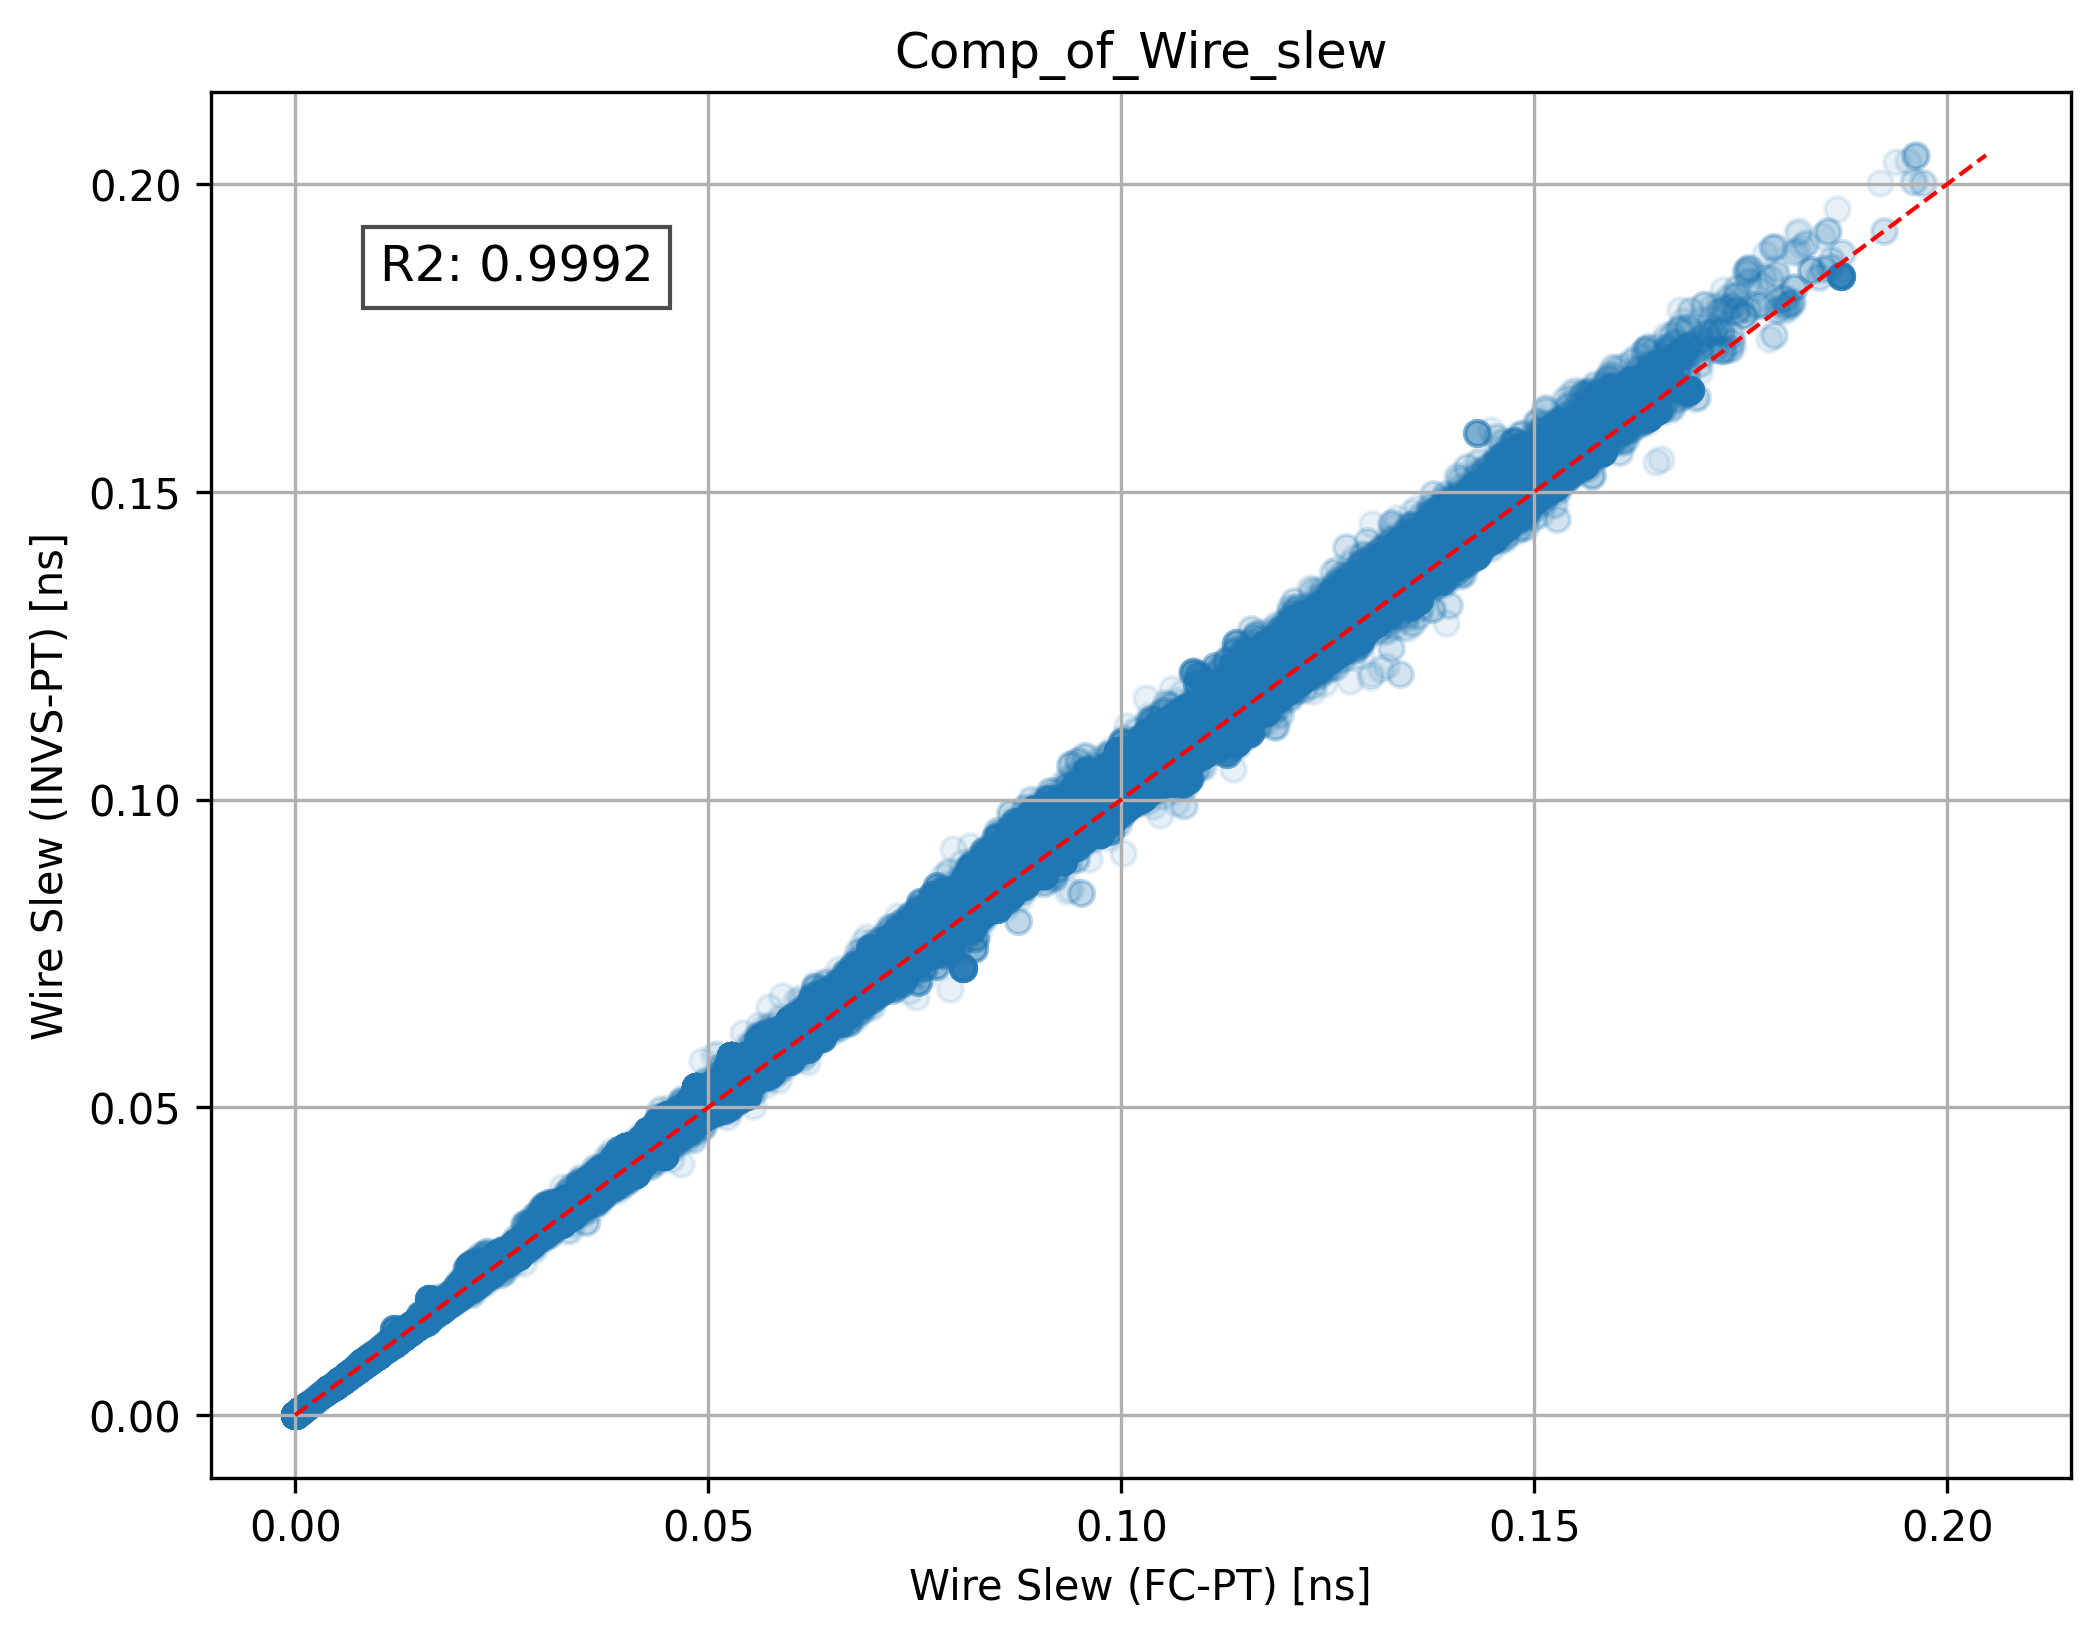 Comp_of_Wire_slew
R2: 0.9992
Wire Slew (INVS-PT) [ns]
0.20
0.15
0.10
0.05
0.00
0.00 0.05 0.10 0.15 0.20
Wire Slew (FC-PT) [ns]